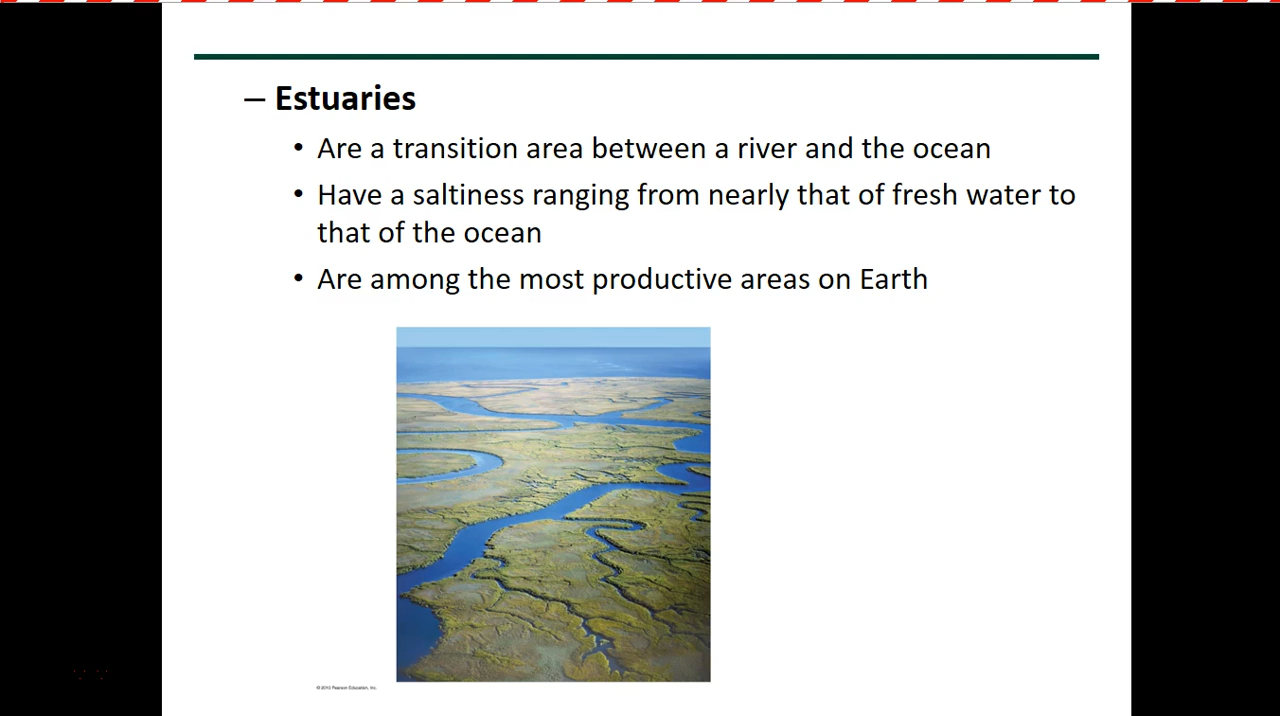 – Estuaries
• Are a transition area between a river and the ocean
• Have a saltiness ranging from nearly that of fresh water to
that of the ocean
• Are among the most productive areas on Earth
© 2010 Pearson Education, Inc.